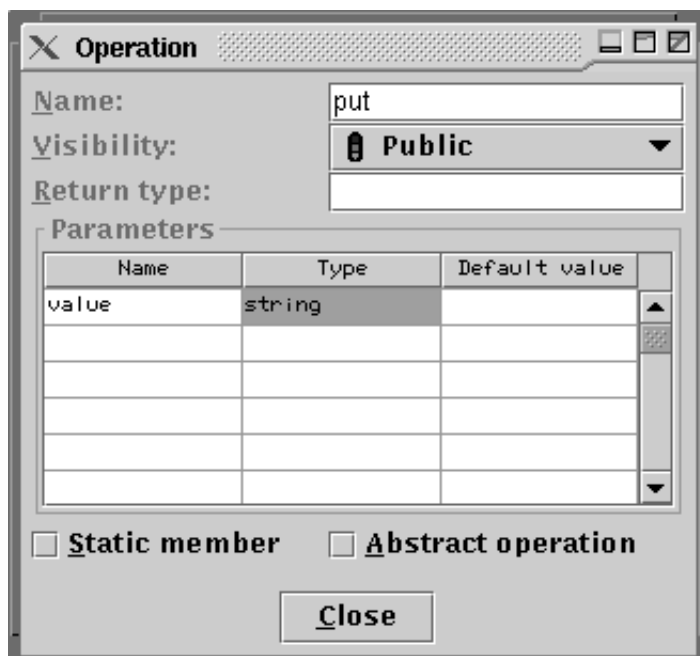 Operation
Name: put
Visibility: Public
Return type:
Parameters
Name Type Default value
value string
Static member Abstract operation
Close